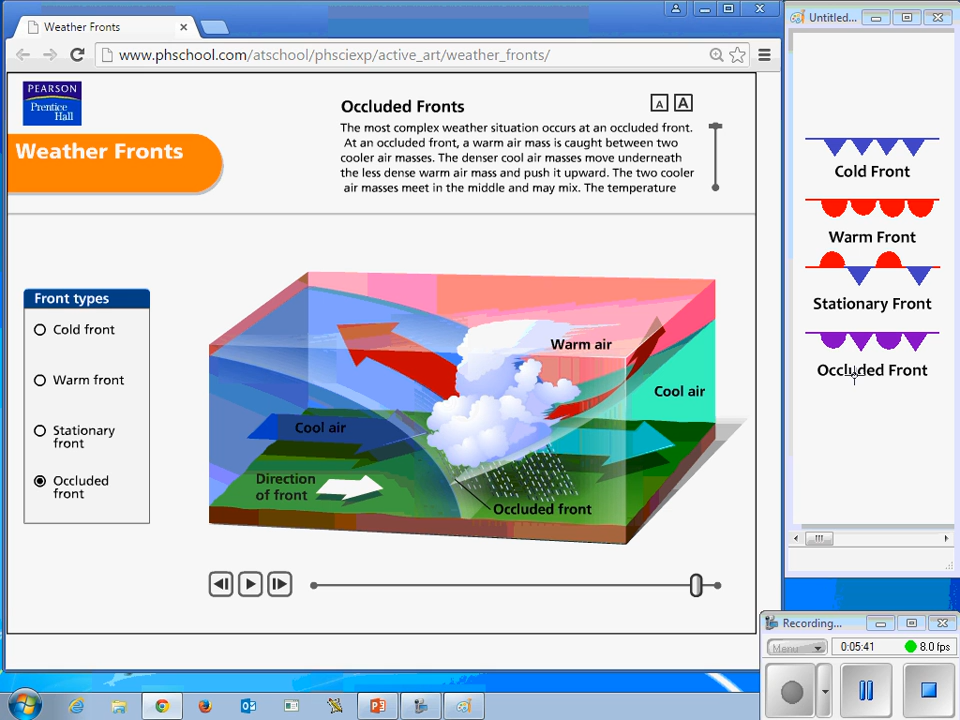 Weather Fronts
www.phschool.com/atschool/phsciexp/active_art/weather_fronts/
PEARSON
Prentice
Hall
Weather Fronts
Occluded Fronts
A A
The most complex weather situation occurs at an occluded front.
At an occluded front, a warm air mass is caught between two
cooler air masses. The denser cool air masses move underneath
the less dense warm air mass and push it upward. The two cooler
air masses meet in the middle and may mix. The temperature
Front types
Cold front
Warm front
Stationary
front
Occluded
front
Warm air
Cool air
Cool air
Direction
of front
Occluded front
Untitled...
Cold Front
Warm Front
Stationary Front
Occluded Front
Recording...
Menu
0:05:41
8.0 fps